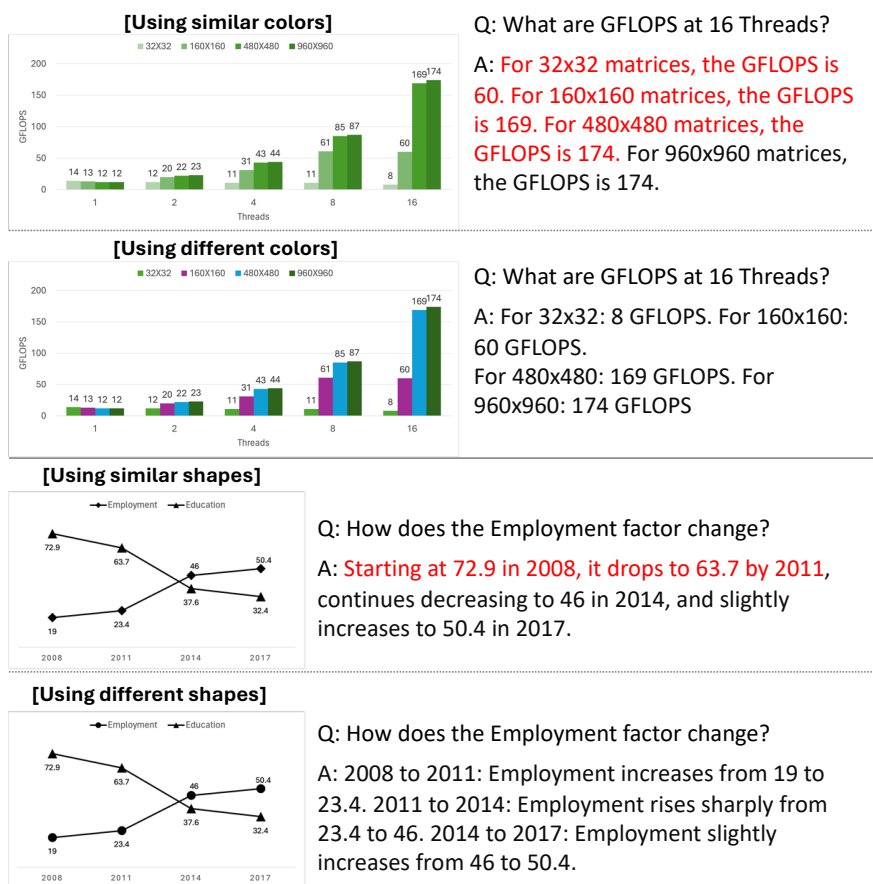 [Using similar colors]
32X32 160X160 480X480 960X960
200
150
100
50
0
GFLOPS
14 13 12 12
12 20 22 23
11 31 43 44
11 61 85 87
8 60 169 174
1 2 4 8 16
Threads
Q: What are GFLOPS at 16 Threads?
A: For 32x32 matrices, the GFLOPS is
60. For 160x160 matrices, the GFLOPS
is 169. For 480x480 matrices, the
GFLOPS is 174. For 960x960 matrices,
the GFLOPS is 174.
[Using different colors]
32X32 160X160 480X480 960X960
200
150
100
50
0
GFLOPS
14 13 12 12
12 20 22 23
11 31 43 44
11 61 85 87
8 60 169 174
1 2 4 8 16
Threads
Q: What are GFLOPS at 16 Threads?
A: For 32x32: 8 GFLOPS. For 160x160:
60 GFLOPS.
For 480x480: 169 GFLOPS. For
960x960: 174 GFLOPS
[Using similar shapes]
Employment Education
72.9
63.7
46
50.4
19
23.4
37.6
32.4
2008 2011 2014 2017
Q: How does the Employment factor change?
A: Starting at 72.9 in 2008, it drops to 63.7 by 2011,
continues decreasing to 46 in 2014, and slightly
increases to 50.4 in 2017.
[Using different shapes]
Employment Education
72.9
63.7
46
50.4
19
23.4
37.6
32.4
2008 2011 2014 2017
Q: How does the Employment factor change?
A: 2008 to 2011: Employment increases from 19 to
23.4. 2011 to 2014: Employment rises sharply from
23.4 to 46. 2014 to 2017: Employment slightly
increases from 46 to 50.4.